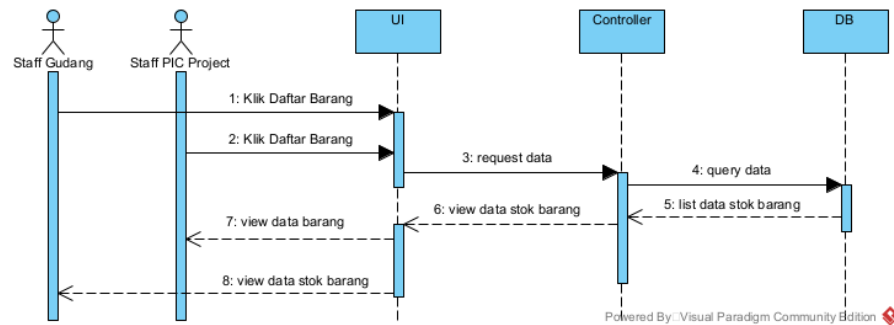 UI
Controller
DB
Staff Gudang
Staff PIC Project
1: Klik Daftar Barang
2: Klik Daftar Barang
3: request data
4: query data
5: list data stok barang
6: view data stok barang
7: view data barang
8: view data stok barang
Powered By Visual Paradigm Community Edition